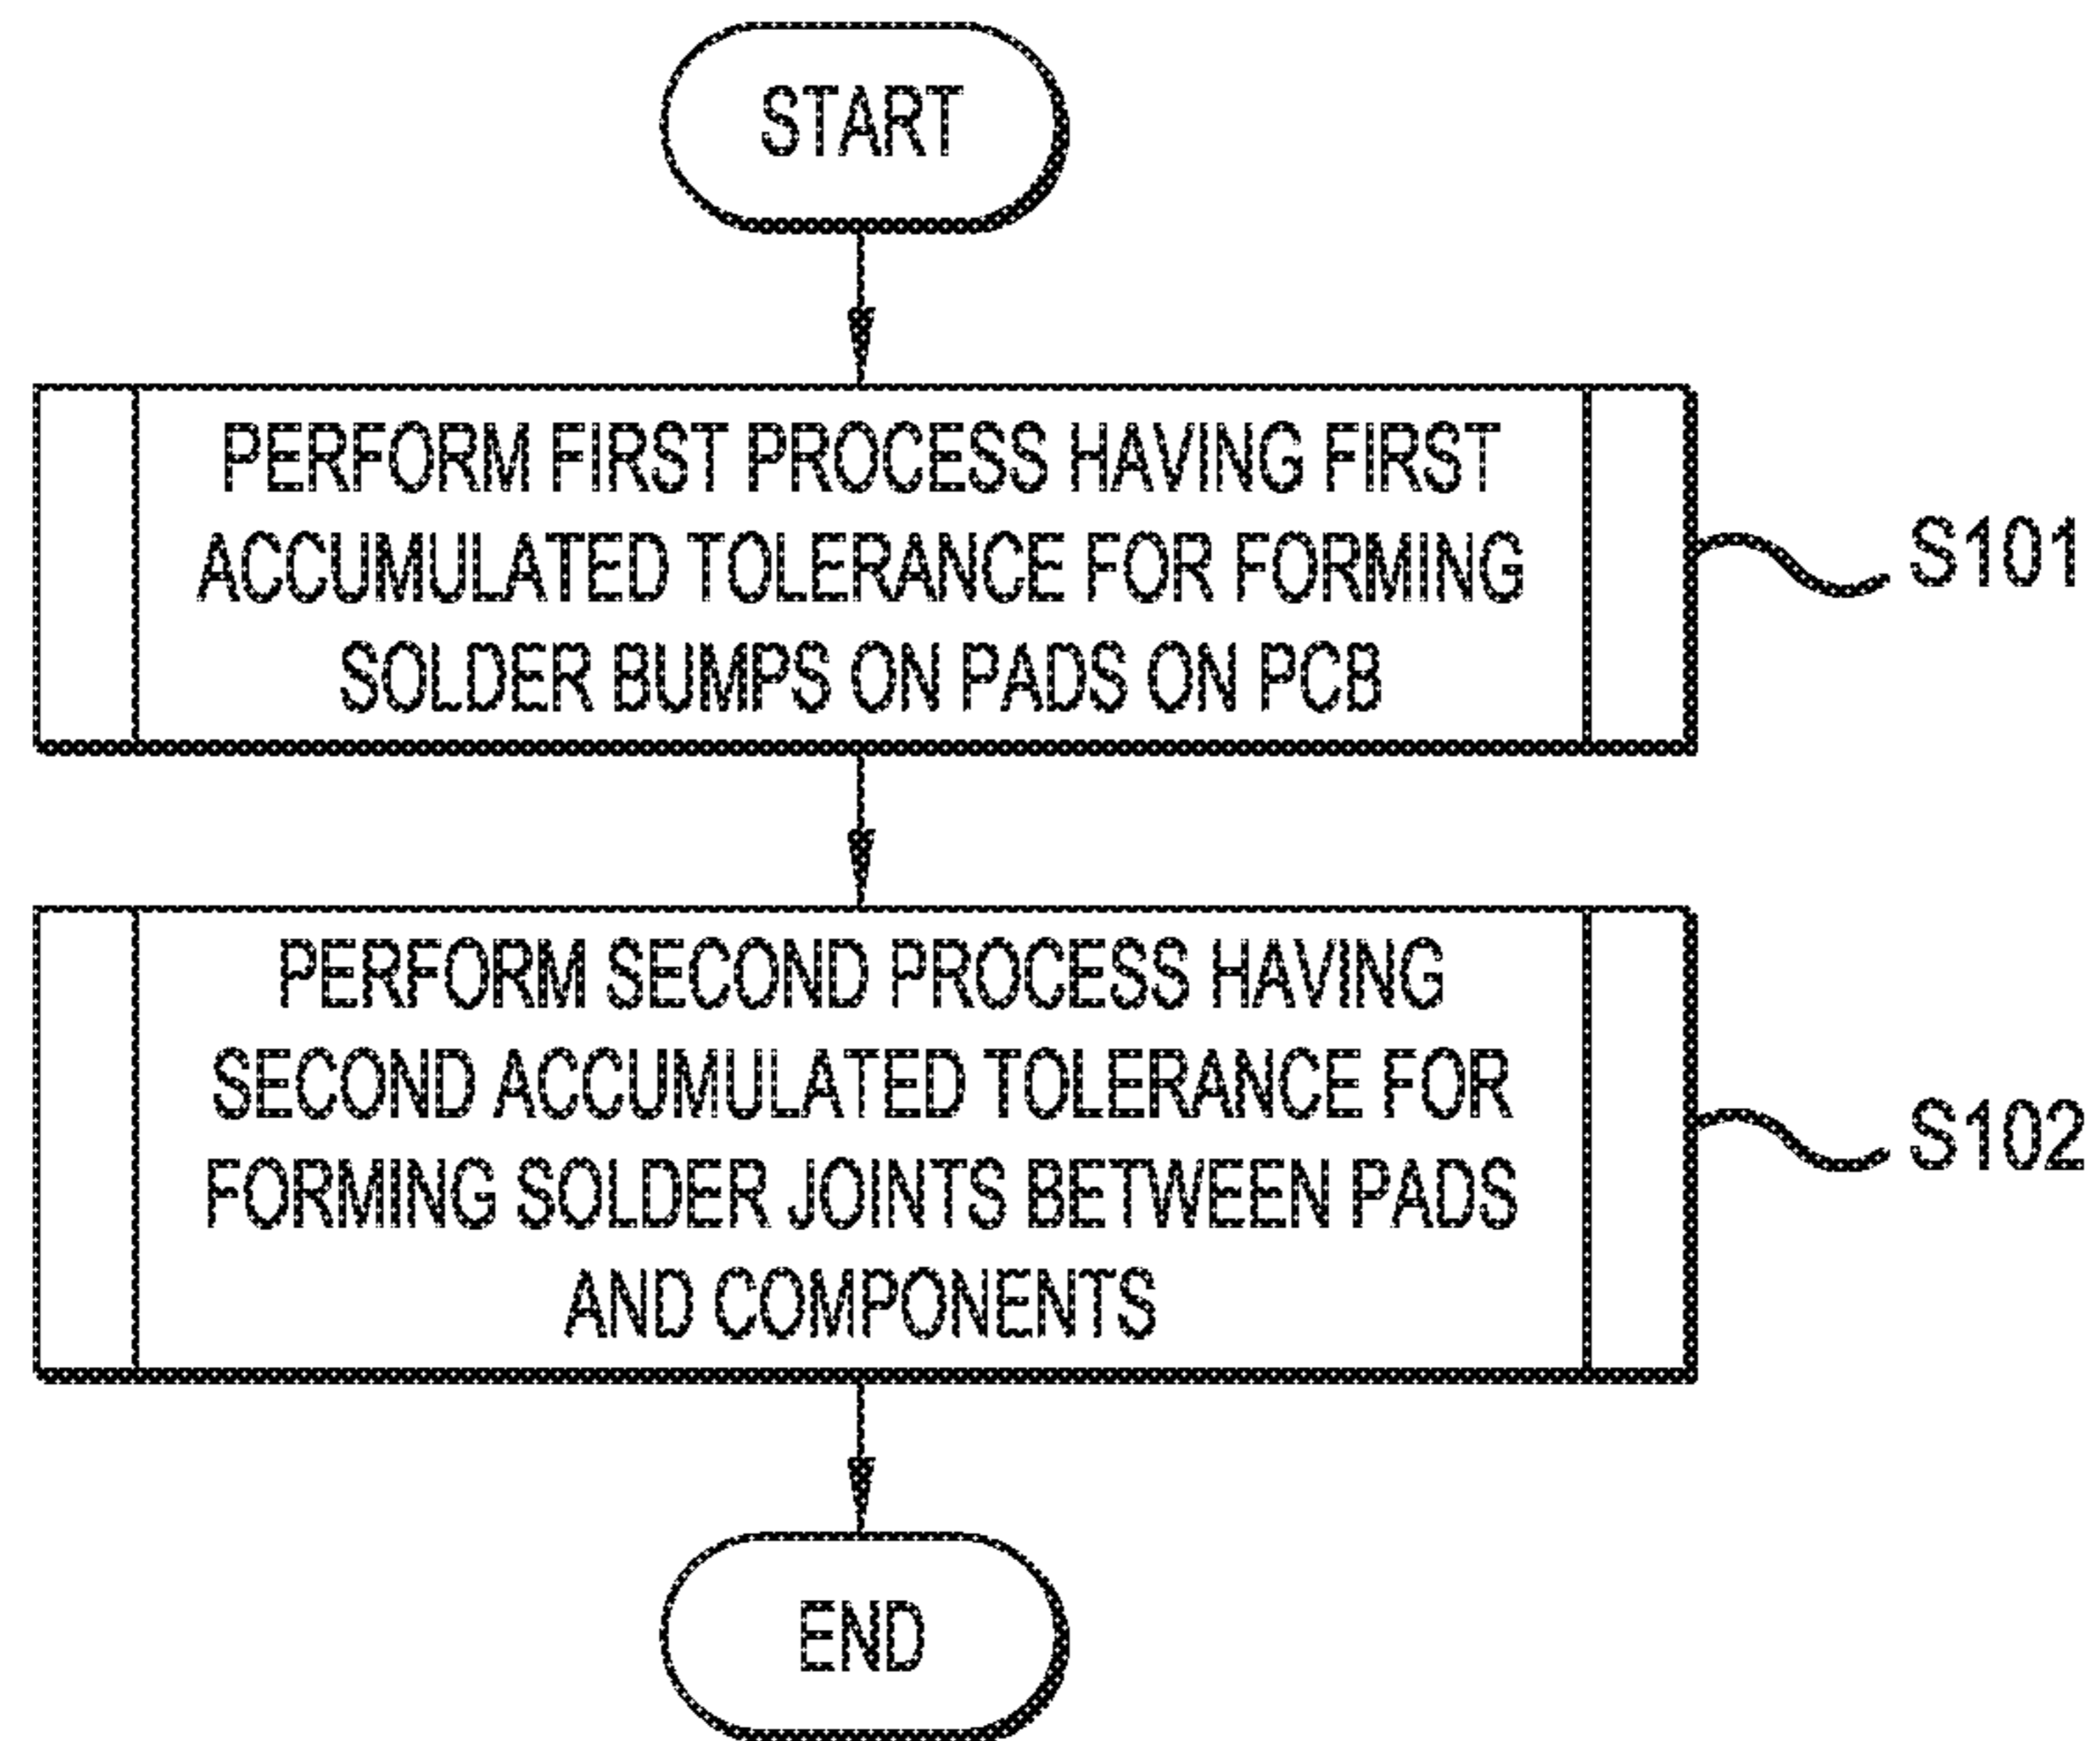 START
PERFORM FIRST PROCESS HAVING FIRST
ACCUMULATED TOLERANCE FOR FORMING
SOLDER BUMPS ON PADS ON PCB
S101
PERFORM SECOND PROCESS HAVING
SECOND ACCUMULATED TOLERANCE FOR
FORMING SOLDER JOINTS BETWEEN PADS
AND COMPONENTS
S102
END